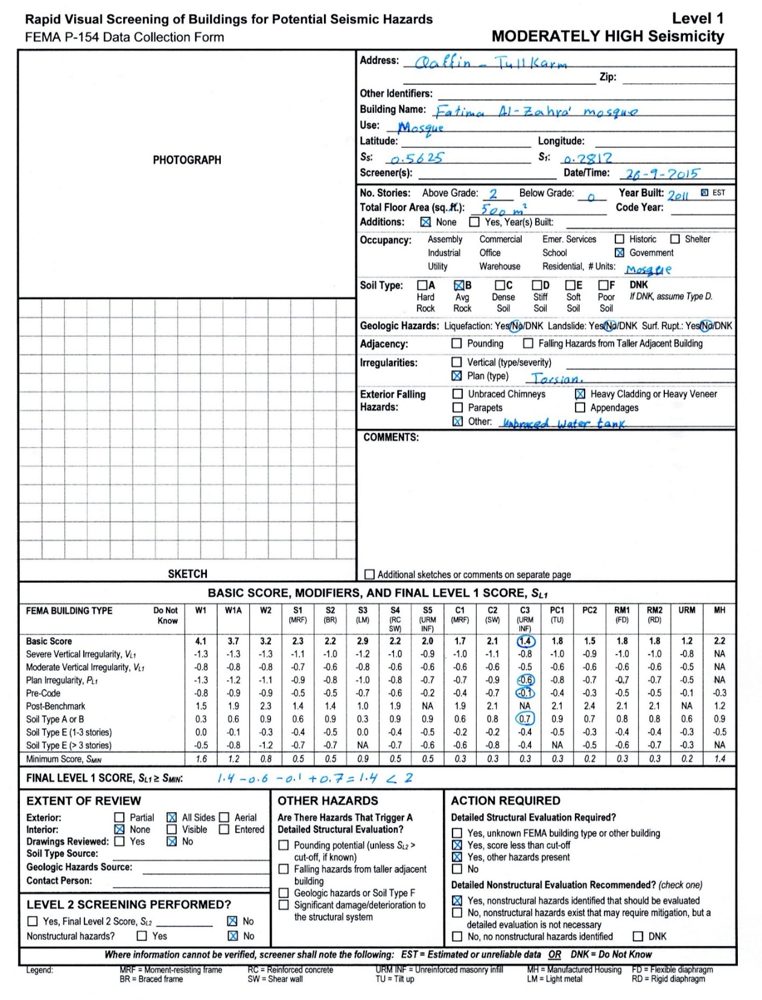 Rapid Visual Screening of Buildings for Potential Seismic Hazards
Level 1
FEMA P-154 Data Collection Form
MODERATELY HIGH Seismicity
PHOTOGRAPH
Address: Qaffin - Tullkarm
Zip:
Other Identifiers:
Building Name: Fatima Al-Zahra' mosque
Use: Mosque
Latitude: Longitude:
Ss: 0.5625 S1: 0.2812
Screener(s): Date/Time: 26-9-2015
No. Stories: Above Grade: 2 Below Grade: 0 Year Built: 2011 ☒ EST
Total Floor Area (sq. ft.): 500 m² Code Year:
Additions: ☒ None ☐ Yes, Year(s) Built:
Occupancy: Assembly Commercial Emer. Services ☐ Historic ☐ Shelter
Industrial Office School ☒ Government
Utility Warehouse Residential, # Units: Mosque
Soil Type: ☐A ☒B ☐C ☐D ☐E ☐F DNK
Hard Avg Dense Stiff Soft Poor If DNK, assume Type D.
Rock Rock Soil Soil Soil Soil
Geologic Hazards: Liquefaction: Yes/No/DNK Landslide: Yes/No/DNK Surf. Rupt.: Yes/No/DNK
Adjacency: ☐ Pounding ☐ Falling Hazards from Taller Adjacent Building
Irregularities: ☐ Vertical (type/severity)
☒ Plan (type) Torsion.
Exterior Falling ☐ Unbraced Chimneys ☒ Heavy Cladding or Heavy Veneer
Hazards: ☐ Parapets ☐ Appendages
☒ Other: Unbraced water tank
COMMENTS:
SKETCH
☐ Additional sketches or comments on separate page
BASIC SCORE, MODIFIERS, AND FINAL LEVEL 1 SCORE, SL1
FEMA BUILDING TYPE Do Not W1 W1A W2 S1 S2 S3 S4 S5 C1 C2 C3 PC1 PC2 RM1 RM2 URM MH
Know (MRF) (BR) (LM) (RC (URM (MRF) (SW) (URM (TU) (FD) (RD)
SW) INF) INF)
Basic Score 4.1 3.7 3.2 2.3 2.2 2.9 2.2 2.0 1.7 2.1 1.4 1.8 1.5 1.8 1.8 1.2 2.2
Severe Vertical Irregularity, VL1 -1.3 -1.3 -1.3 -1.1 -1.0 -1.2 -1.0 -0.9 -1.0 -1.1 -0.8 -1.0 -0.9 -1.0 -1.0 -0.8 NA
Moderate Vertical Irregularity, VL1 -0.8 -0.8 -0.8 -0.7 -0.6 -0.8 -0.6 -0.6 -0.6 -0.6 -0.5 -0.6 -0.6 -0.6 -0.6 -0.5 NA
Plan Irregularity, PL1 -1.3 -1.2 -1.1 -0.9 -0.8 -1.0 -0.8 -0.7 -0.7 -0.9 -0.6 -0.8 -0.7 -0.7 -0.7 -0.5 NA
Pre-Code -0.8 -0.9 -0.9 -0.5 -0.5 -0.7 -0.6 -0.2 -0.4 -0.7 -0.1 -0.4 -0.3 -0.5 -0.5 -0.1 -0.3
Post-Benchmark 1.5 1.9 2.3 1.4 1.4 1.0 1.9 NA 1.9 2.1 NA 2.1 2.4 2.1 2.1 NA 1.2
Soil Type A or B 0.3 0.6 0.9 0.6 0.9 0.3 0.9 0.9 0.6 0.8 0.7 0.9 0.7 0.8 0.8 0.6 0.9
Soil Type E (1-3 stories) 0.0 -0.1 -0.3 -0.4 -0.5 0.0 -0.4 -0.5 -0.2 -0.2 -0.4 -0.5 -0.3 -0.4 -0.4 -0.3 -0.5
Soil Type E (> 3 stories) -0.5 -0.8 -1.2 -0.7 -0.7 NA -0.7 -0.6 -0.6 -0.8 -0.4 NA -0.5 -0.6 -0.7 -0.3 NA
Minimum Score, SMIN 1.6 1.2 0.8 0.5 0.5 0.9 0.5 0.5 0.3 0.3 0.3 0.3 0.2 0.3 0.3 0.2 1.4
FINAL LEVEL 1 SCORE, SL1 ≥ SMIN: 1.4 - 0.6 - 0.1 + 0.7 = 1.4 < 2
EXTENT OF REVIEW
Exterior: ☐ Partial ☒ All Sides ☐ Aerial
Interior: ☒ None ☐ Visible ☐ Entered
Drawings Reviewed: ☐ Yes ☒ No
Soil Type Source:
Geologic Hazards Source:
Contact Person:
LEVEL 2 SCREENING PERFORMED?
☐ Yes, Final Level 2 Score, SL2 ☒ No
Nonstructural hazards? ☐ Yes ☒ No
OTHER HAZARDS
Are There Hazards That Trigger A
Detailed Structural Evaluation?
☐ Pounding potential (unless SL2 >
cut-off, if known)
☐ Falling hazards from taller adjacent
building
☐ Geologic hazards or Soil Type F
☐ Significant damage/deterioration to
the structural system
ACTION REQUIRED
Detailed Structural Evaluation Required?
☐ Yes, unknown FEMA building type or other building
☒ Yes, score less than cut-off
☒ Yes, other hazards present
☐ No
Detailed Nonstructural Evaluation Recommended? (check one)
☒ Yes, nonstructural hazards identified that should be evaluated
☐ No, nonstructural hazards exist that may require mitigation, but a
detailed evaluation is not necessary
☐ No, no nonstructural hazards identified ☐ DNK
Where information cannot be verified, screener shall note the following: EST = Estimated or unreliable data OR DNK = Do Not Know
Legend: MRF = Moment-resisting frame RC = Reinforced concrete URM INF = Unreinforced masonry infill MH = Manufactured Housing FD = Flexible diaphragm
BR = Braced frame SW = Shear wall TU = Tilt up LM = Light metal RD = Rigid diaphragm